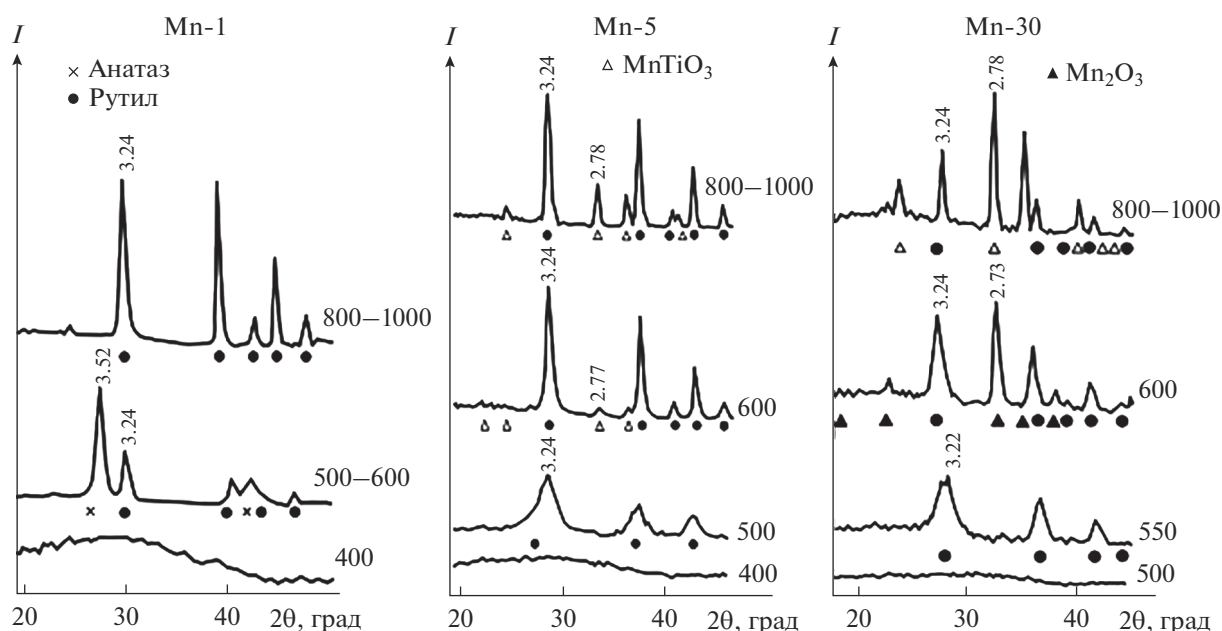 Mn-1
I
× Анатаз
● Рутил
3.24
800–1000
3.52
3.24
500–600
400
20 30 40 2θ, град
Mn-5
I
△ MnTiO₃
3.24
2.78
800–1000
3.24
2.77
600
3.24
500
400
20 30 40 2θ, град
Mn-30
I
▲ Mn₂O₃
2.78
3.24
800–1000
3.24
2.73
600
3.22
550
500
20 30 40 2θ, град